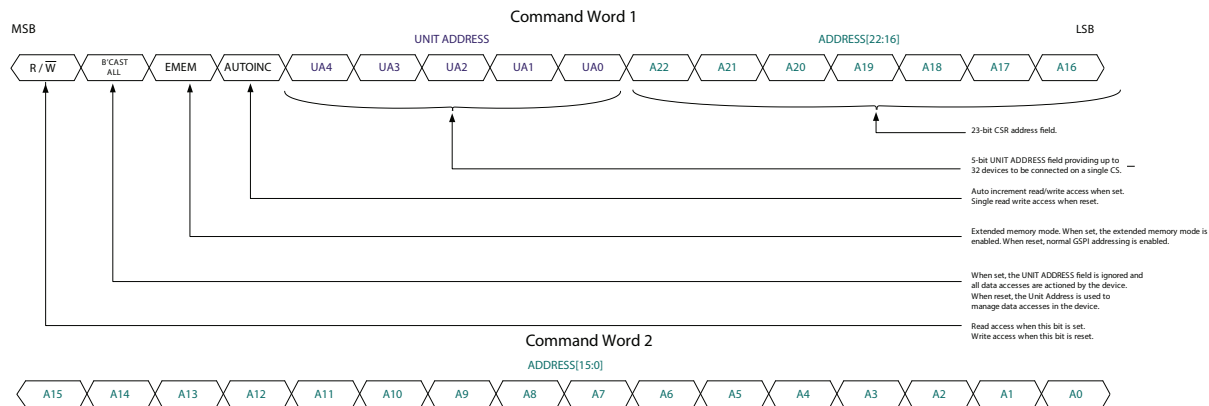 Command Word 1
MSB
LSB
UNIT ADDRESS
ADDRESS[22:16]
R / W
B'CAST
ALL
EMEM
AUTOINC
UA4
UA3
UA2
UA1
UA0
A22
A21
A20
A19
A18
A17
A16
23-bit CSR address field.
5-bit UNIT ADDRESS field providing up to
32 devices to be connected on a single CS.
Auto increment read/write access when set.
Single read write access when reset.
Extended memory mode. When set, the extended memory mode is
enabled. When reset, normal GSPI addressing is enabled.
When set, the UNIT ADDRESS field is ignored and
all data accesses are actioned by the device.
When reset, the Unit Address is used to
manage data accesses in the device.
Read access when this bit is set.
Write access when this bit is reset.
Command Word 2
ADDRESS[15:0]
A15
A14
A13
A12
A11
A10
A9
A8
A7
A6
A5
A4
A3
A2
A1
A0